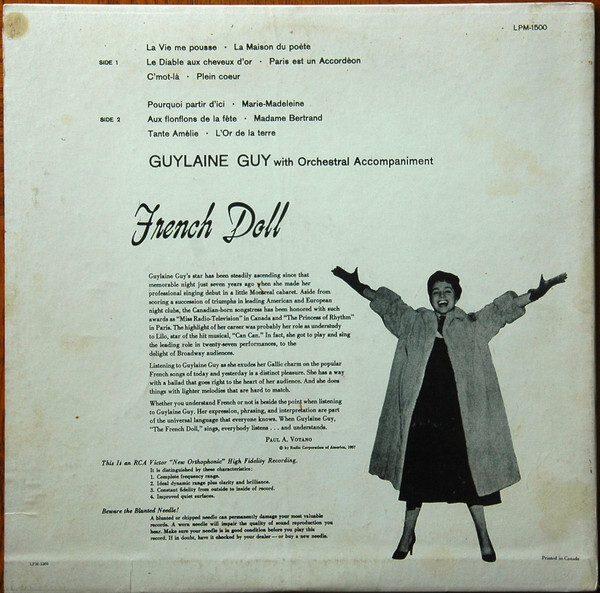 LPM-1500
La Vie me pousse · La Maison du poète
SIDE 1 Le Diable aux cheveux d'or · Paris est un Accordéon
C'mot-là · Plein coeur
Pourquoi partir d'ici · Marie-Madeleine
SIDE 2 Aux flonflons de la fête · Madame Bertrand
Tante Amélie · L'Or de la terre
GUYLAINE GUY with Orchestral Accompaniment
French Doll
Guylaine Guy's star has been steadily ascending since that
memorable night just seven years ago when she made her
professional singing debut in a little Montreal cabaret. Aside from
scoring a succession of triumphs in leading American and European
night clubs, the Canadian-born songstress has been honored with such
awards as "Miss Radio-Television" in Canada and "The Princess of Rhythm"
in Paris. The highlight of her career was probably her role as understudy
to Lilo, star of the hit musical, "Can Can." In fact, she got to play and sing
the leading role in twenty-seven performances, to the
delight of Broadway audiences.
Listening to Guylaine Guy as she exudes her Gallic charm on the popular
French songs of today and yesterday is a distinct pleasure. She has a way
with a ballad that goes right to the heart of her audience. And she does
things with lighter melodies that are hard to match.
Whether you understand French or not is beside the point when listening
to Guylaine Guy. Her expression, phrasing, and interpretation are part
of the universal language that everyone knows. When Guylaine Guy,
"The French Doll," sings, everybody listens . . . and understands.
PAUL A. VOTANO
© by Radio Corporation of America, 1957
This Is an RCA Victor "New Orthophonic" High Fidelity Recording.
It is distinguished by these characteristics:
1. Complete frequency range.
2. Ideal dynamic range plus clarity and brilliance.
3. Constant fidelity from outside to inside of record.
4. Improved quiet surfaces.
Beware the Blunted Needle!
A blunted or chipped needle can permanently damage your most valuable
records. A worn needle will impair the quality of sound reproduction you
hear. Make sure your needle is in good condition before you play this
record. If in doubt, have it checked by your dealer—or buy a new needle.
Printed in Canada